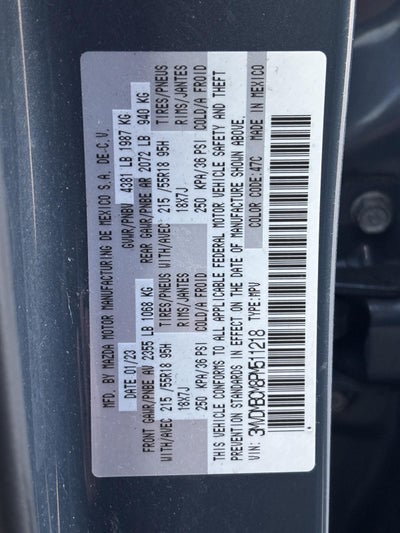 MFD. BY MAZDA MOTOR MANUFACTURING DE MEXICO S.A. DE-C.V.
DATE 01/23 GVWR/PNBV 4381 LB 1987 KG
FRONT GAWR/PNBE AV 2355 LB 1068 KG REAR GAWR/PNBE AR 2072 LB 940 KG
WITH/AVEC 215 /55R18 95H TIRES/PNEUS WITH/AVEC 215 /55R18 95H TIRES/PNEUS
18X7J RIMS/JANTES 18X7J RIMS/JANTES
250 KPA/36 PSI COLD/A FROID 250 KPA/36 PSI COLD/A FROID
THIS VEHICLE CONFORMS TO ALL APPLICABLE FEDERAL MOTOR VEHICLE SAFETY AND THEFT
PREVENTION STANDARDS IN EFFECT ON THE DATE OF MANUFACTURE SHOWN ABOVE.
VIN: 3MVDMBCM8PM511218 TYPE:MPV COLOR CODE:47C MADE IN MEXICO